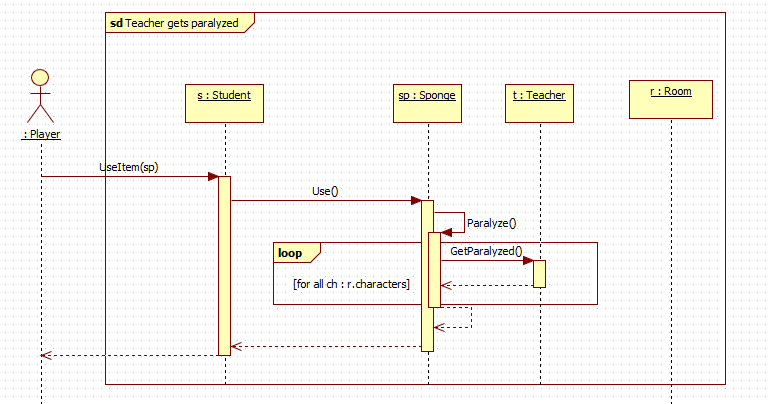 sd Teacher gets paralyzed
s : Student
sp : Sponge
t : Teacher
r : Room
: Player
UseItem(sp)
Use()
Paralyze()
loop
GetParalyzed()
[for all ch : r.characters]